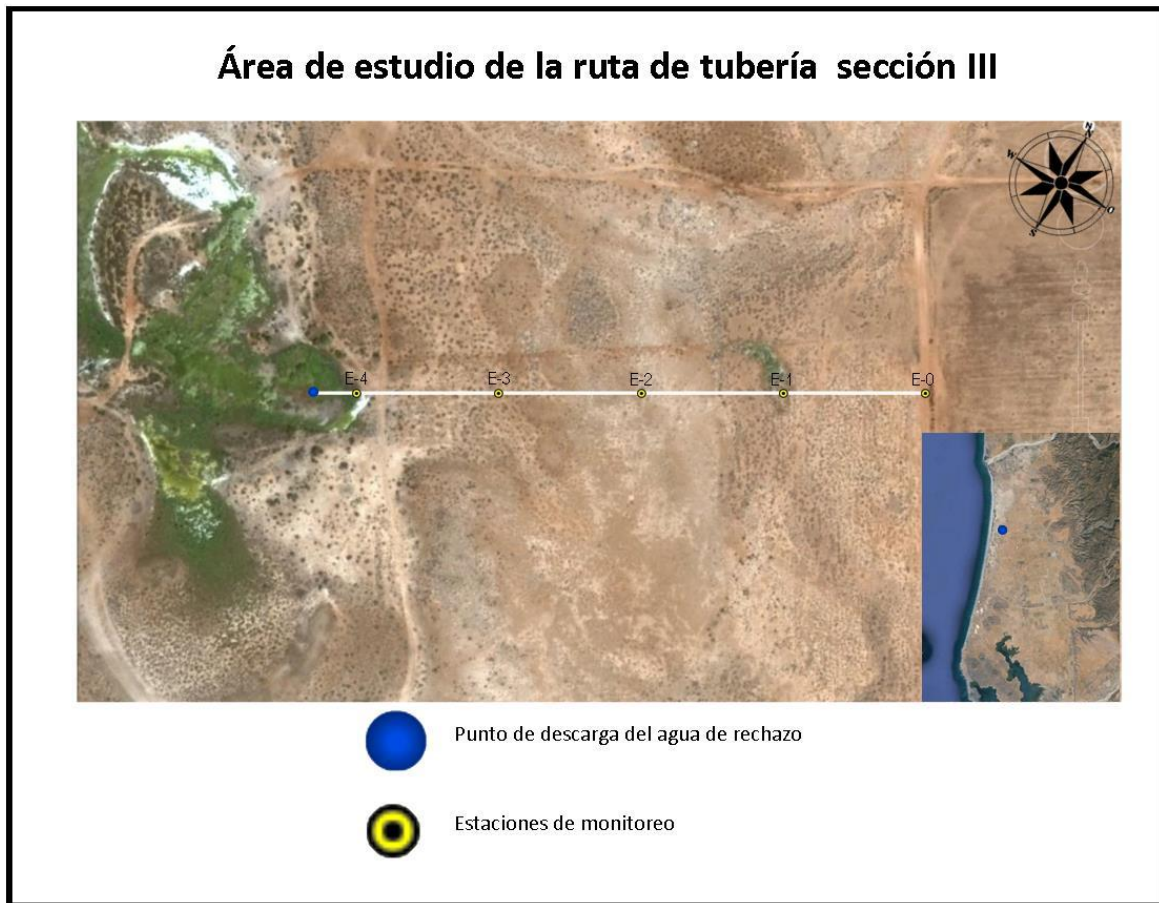 Área de estudio de la ruta de tubería sección III
N
W
O
S
E-4
E-3
E-2
E-1
E-0
Punto de descarga del agua de rechazo
Estaciones de monitoreo